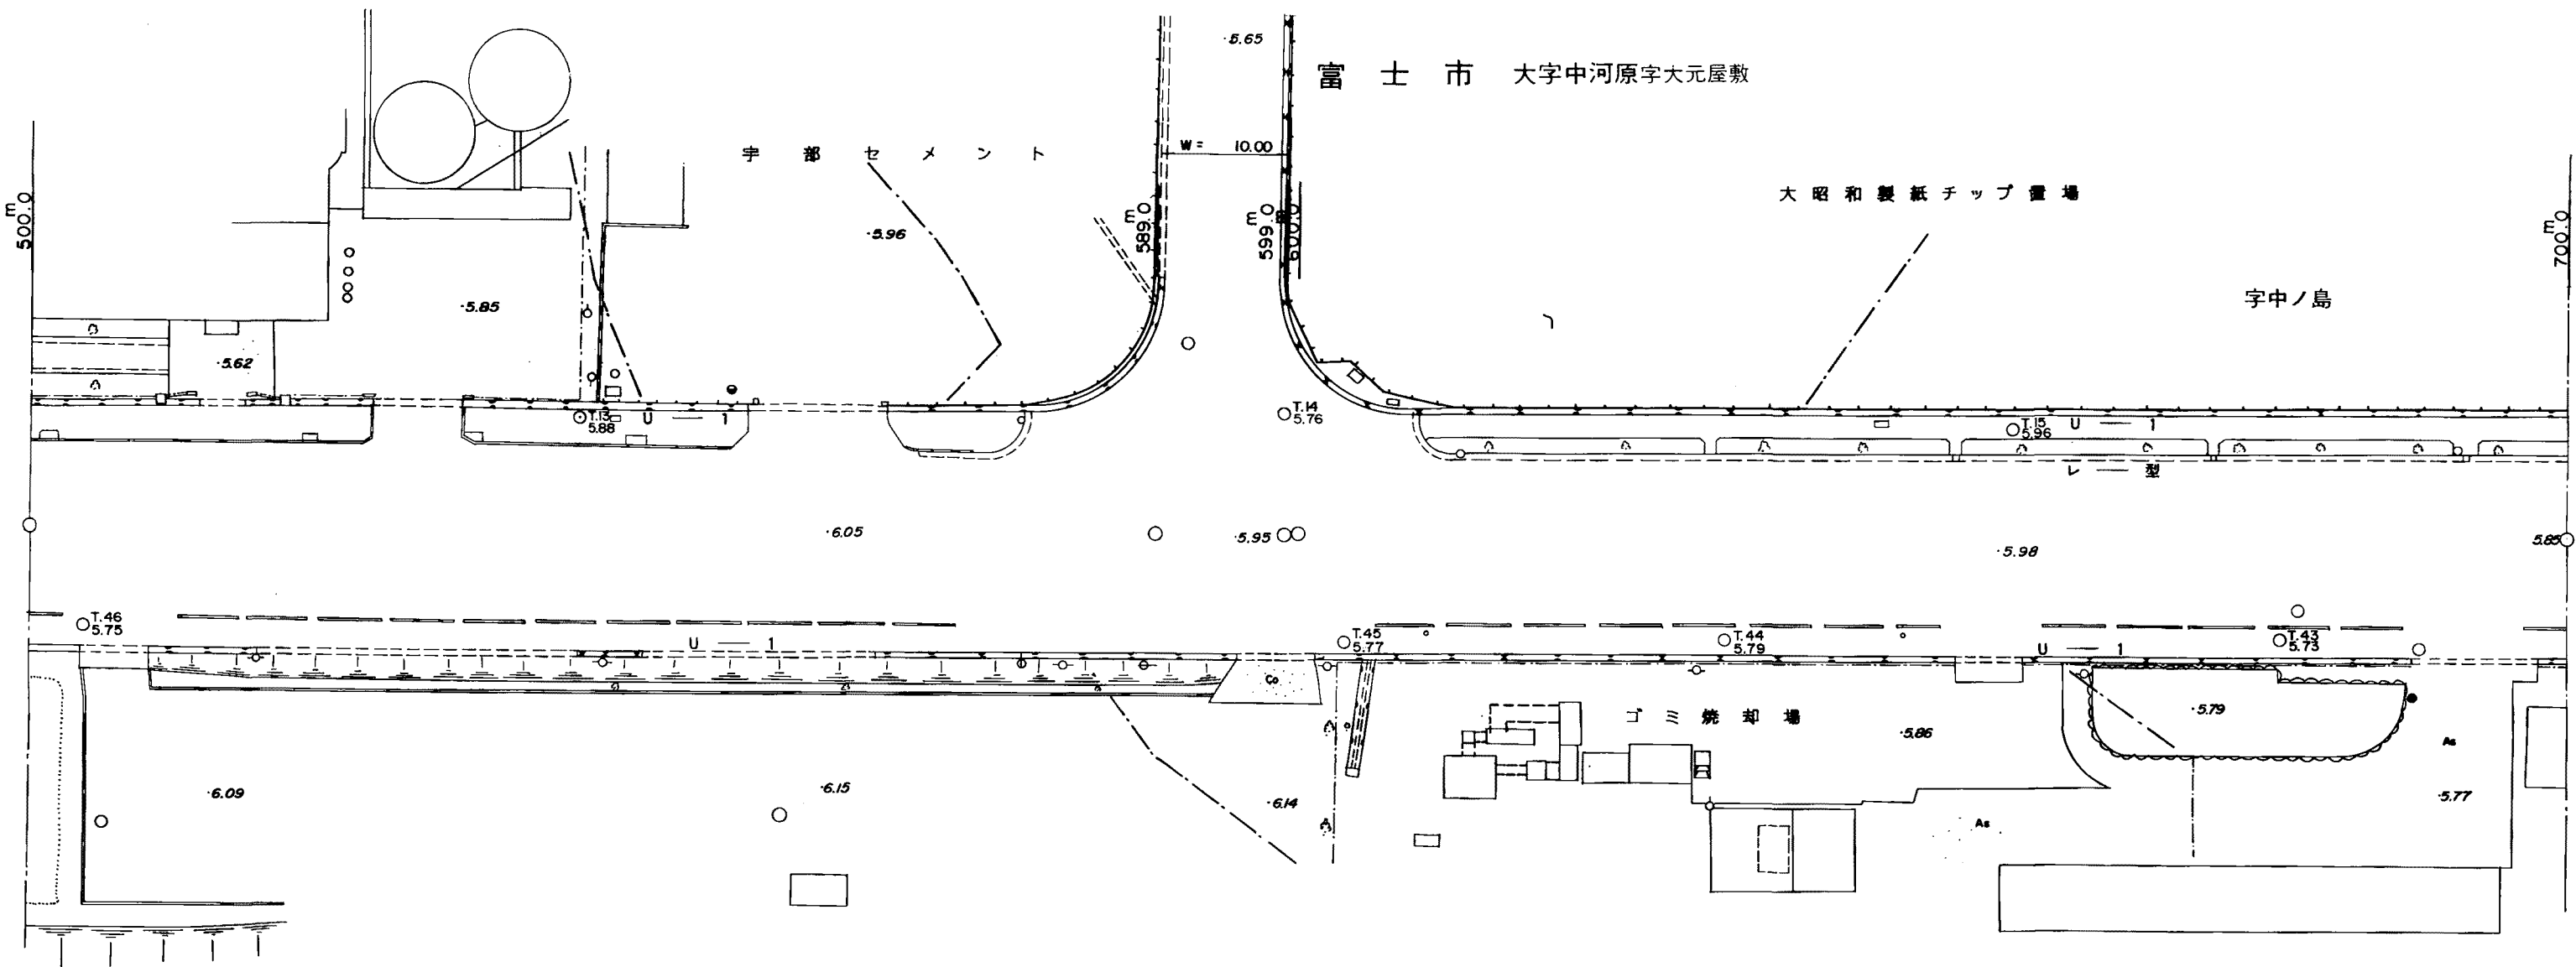 ・5.65
富士市 大字中河原字大元屋敷
宇部セメント
W= 10.00
大昭和製紙チップ置場
500.0m
589.0m
599.0m
600.0m
700.0m
・5.96
・5.85
字中ノ島
・5.62
T.13
5.88
U — 1
T.14
5.76
T.15
5.96
U — 1
レ — 型
・6.05
・5.95
・5.98
5.85
T.46
5.75
U — 1
T.45
5.77
T.44
5.79
U — 1
T.43
5.73
Co
ゴミ焼却場
・5.86
・5.79
As
・6.09
・6.15
・6.14
・5.77
As